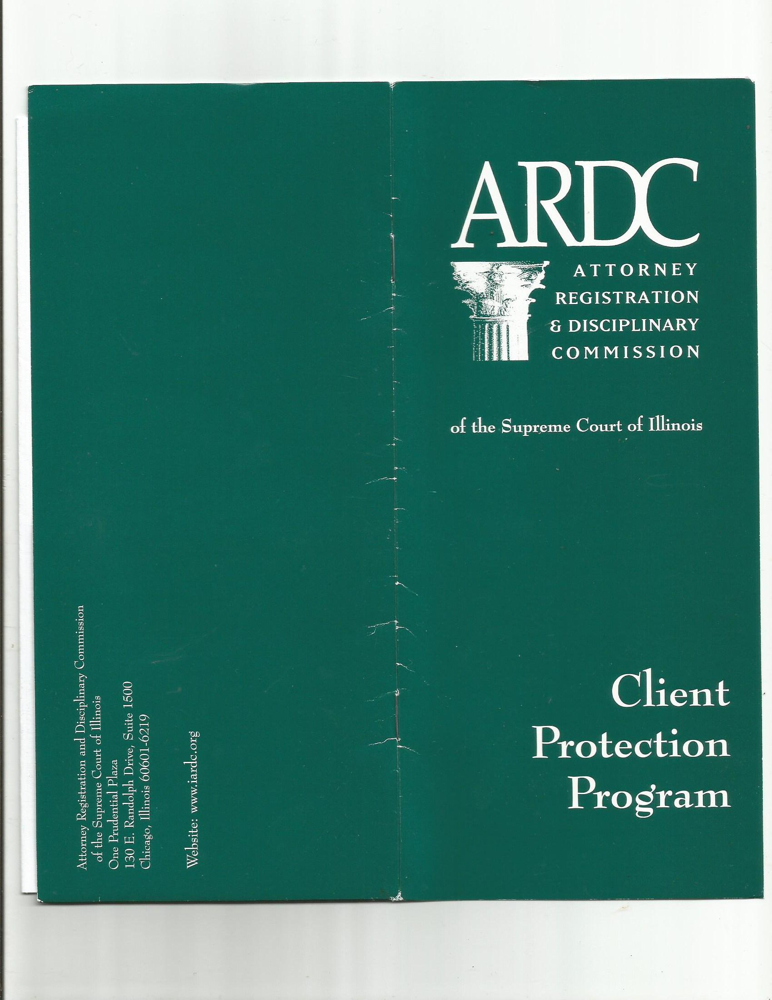 ARDC
ATTORNEY
REGISTRATION
& DISCIPLINARY
COMMISSION
of the Supreme Court of Illinois
Client
Protection
Program
Attorney Registration and Disciplinary Commission
of the Supreme Court of Illinois
One Prudential Plaza
130 E. Randolph Drive, Suite 1500
Chicago, Illinois 60601-6219
Website: www.iardc.org